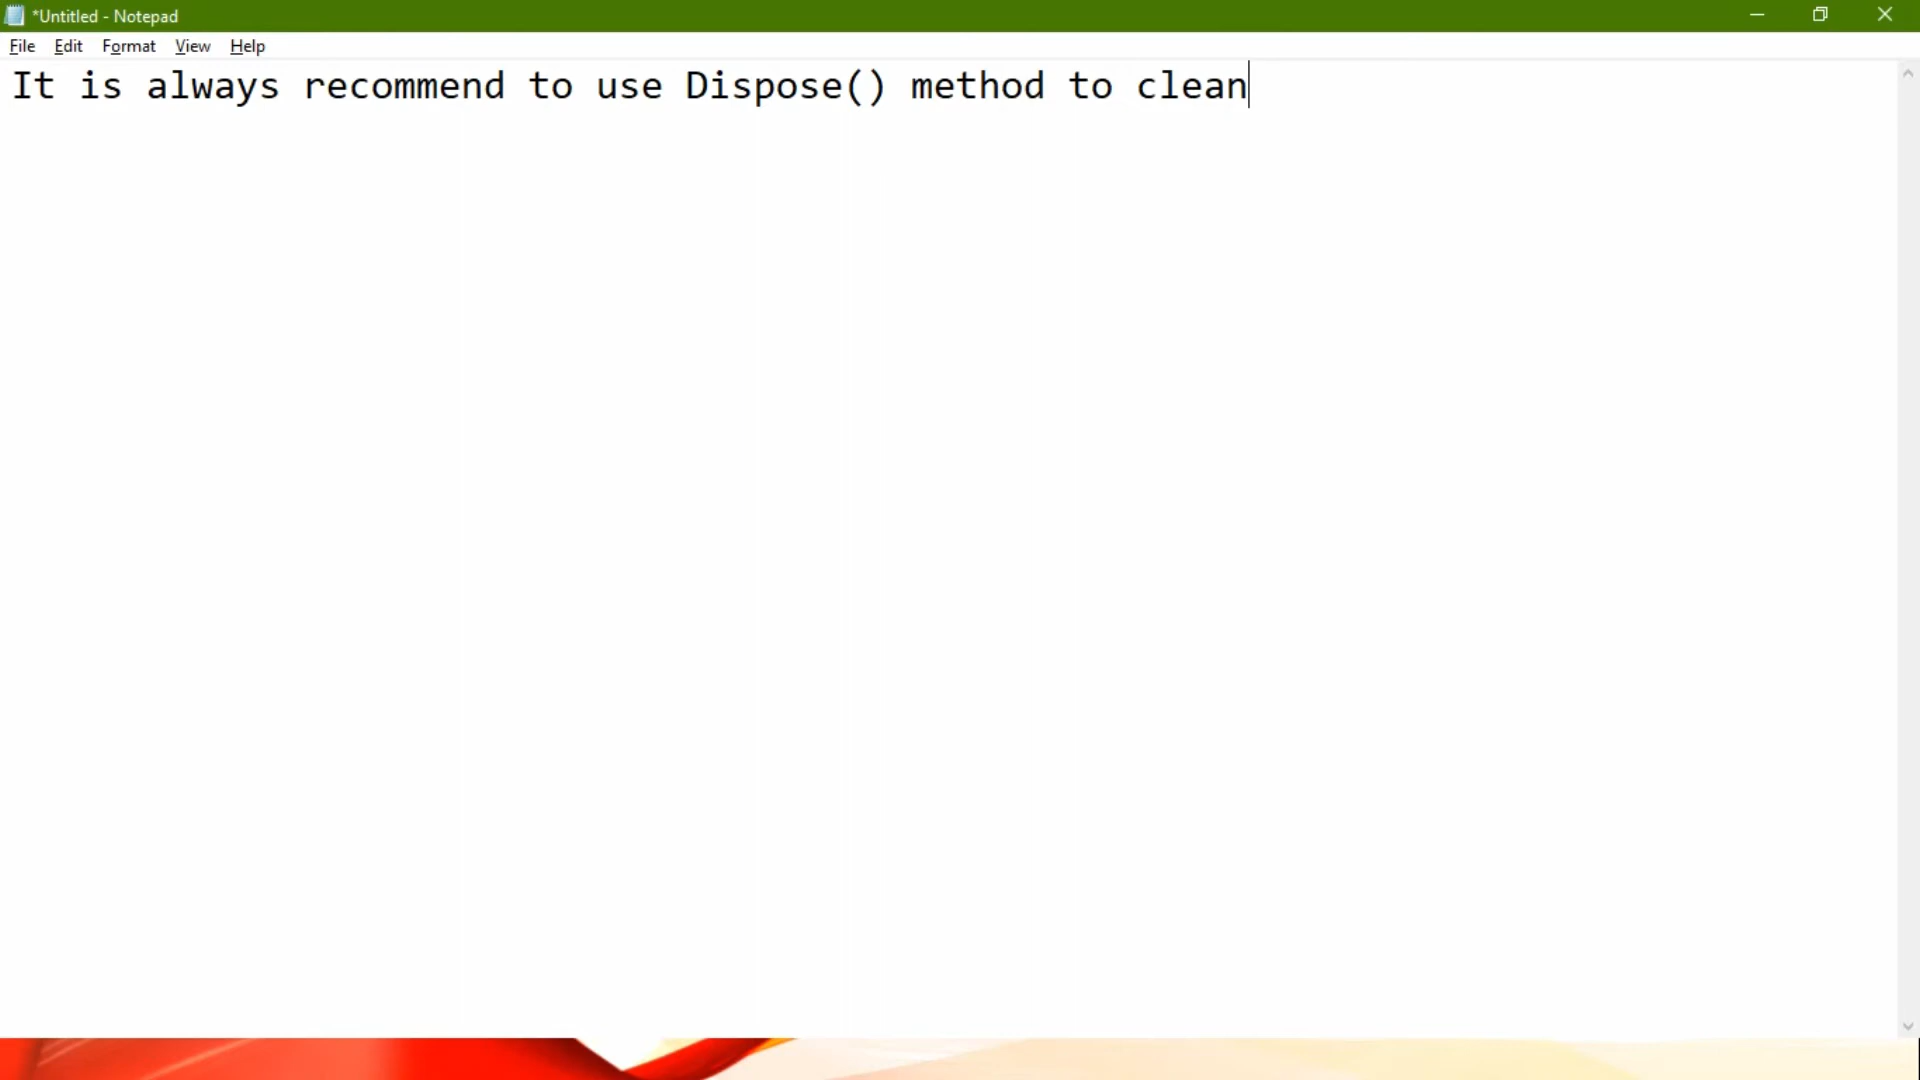 *Untitled - Notepad
File Edit Format View Help
It is always recommend to use Dispose() method to clean